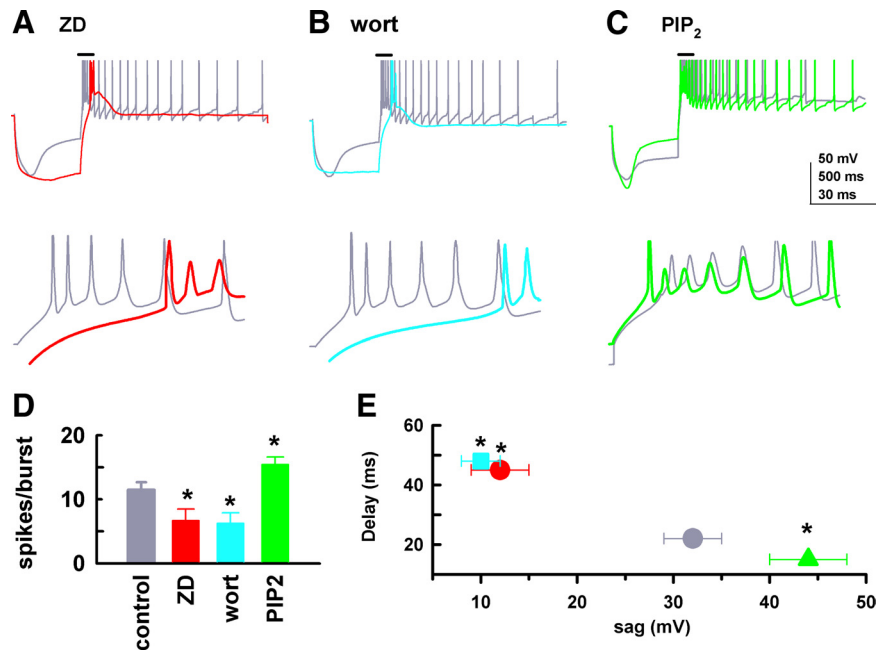 A ZD
B wort
C PIP₂
50 mV
500 ms
30 ms
D
spikes/burst
20
10
0
*
*
*
control
ZD
wort
PIP2
E
Delay (ms)
60
40
20
*
*
*
10
20
30
40
50
sag (mV)